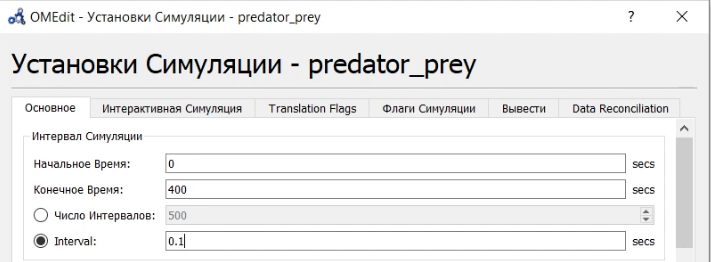 OMEdit - Установки Симуляции - predator_prey ? ×
Установки Симуляции - predator_prey
Основное Интерактивная Симуляция Translation Flags Флаги Симуляции Вывести Data Reconciliation
Интервал Симуляции
Начальное Время: 0 secs
Конечное Время: 400 secs
Число Интервалов: 500
Interval: 0.1 secs